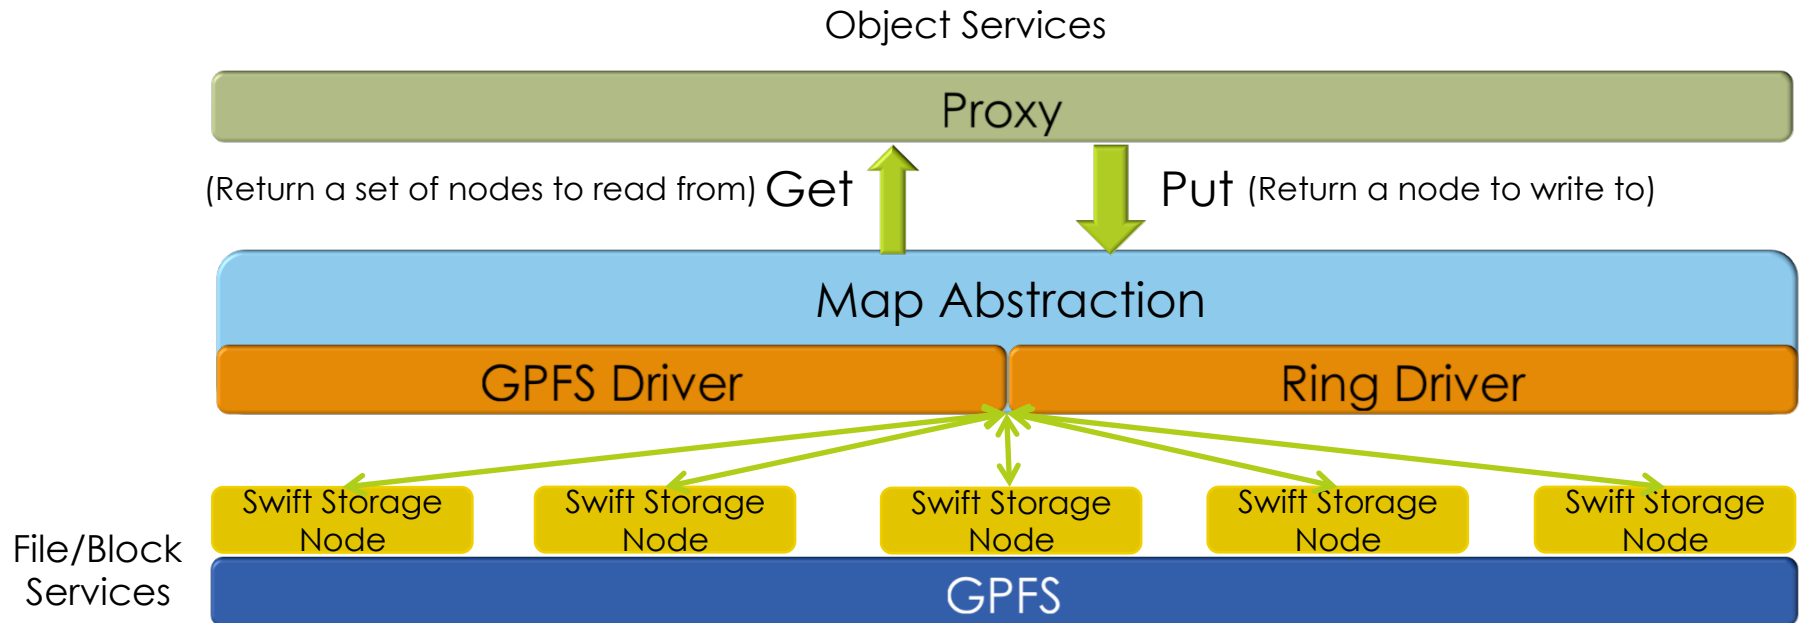 Object Services
Proxy
(Return a set of nodes to read from) Get
Put (Return a node to write to)
Map Abstraction
GPFS Driver
Ring Driver
Swift Storage
Node
Swift Storage
Node
Swift Storage
Node
Swift Storage
Node
Swift Storage
Node
File/Block
Services
GPFS